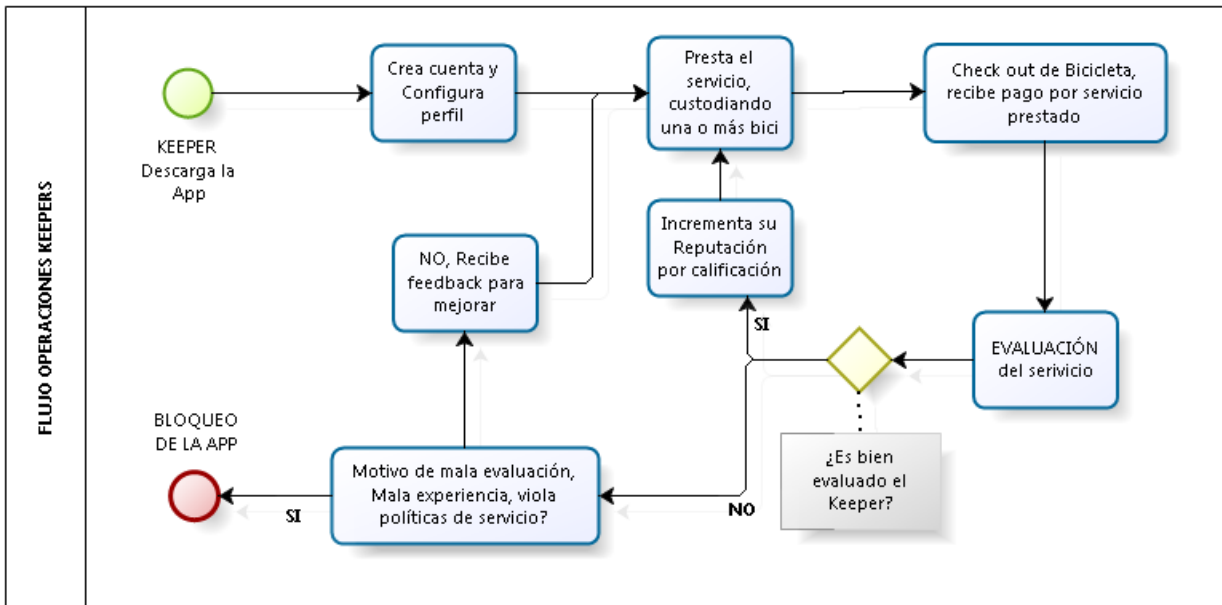 FLUJO OPERACIONES KEEPERS
KEEPER
Descarga la
App
Crea cuenta y
Configura
perfil
Presta el
servicio,
custodiando
una o más bici
Check out de Bicicleta,
recibe pago por servicio
prestado
NO, Recibe
feedback para
mejorar
Incrementa su
Reputación
por calificación
SI
EVALUACIÓN
del serivicio
¿Es bien
evaluado el
Keeper?
NO
Motivo de mala evaluación,
Mala experiencia, viola
políticas de servicio?
SI
BLOQUEO
DE LA APP